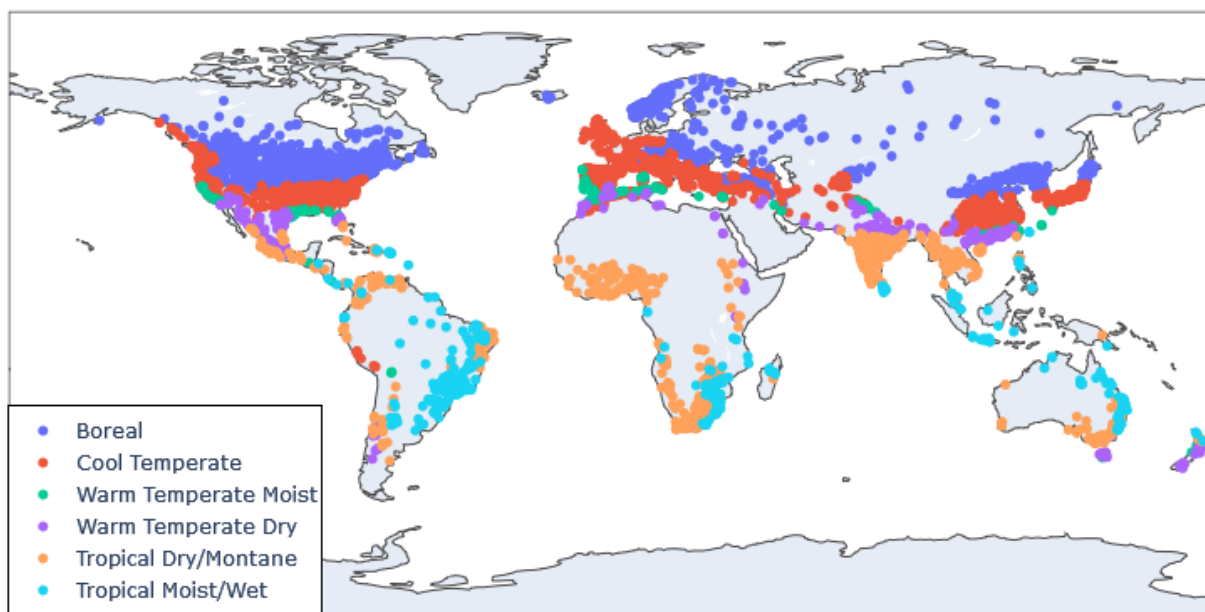 Boreal
Cool Temperate
Warm Temperate Moist
Warm Temperate Dry
Tropical Dry/Montane
Tropical Moist/Wet